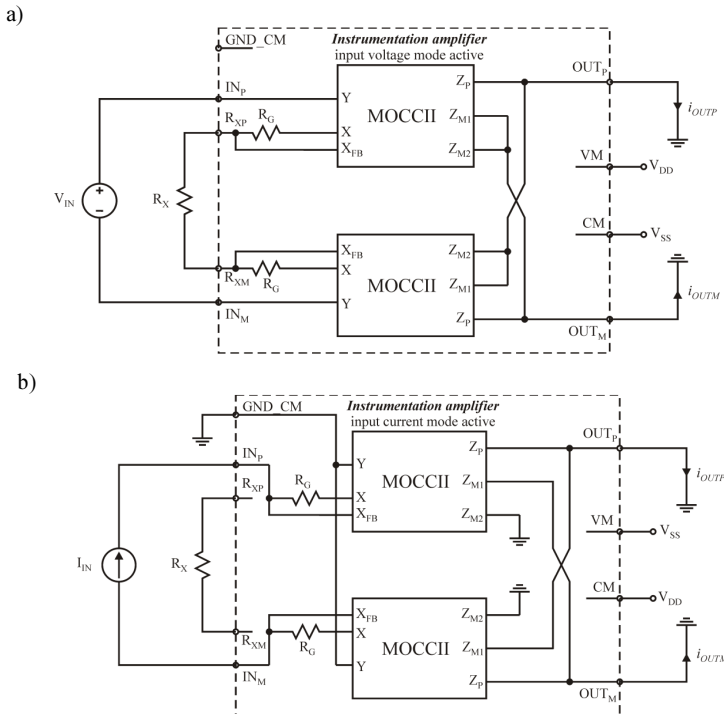 a)
GND_CM
Instrumentation amplifier
input voltage mode active
OUTP
INP
ZP
iOUTP
Y
RXP
RG
MOCCII
ZM1
X
XFB
ZM2
VM
VDD
VIN
RX
CM
VSS
XFB
ZM2
X
RXM
RG
MOCCII
ZM1
Y
iOUTM
INM
ZP
OUTM
b)
GND_CM
Instrumentation amplifier
input current mode active
OUTP
INP
ZP
iOUTP
Y
RXP
RG
MOCCII
ZM1
X
XFB
ZM2
VM
VSS
IIN
RX
CM
VDD
XFB
ZM2
X
RXM
RG
MOCCII
ZM1
Y
iOUTM
INM
ZP
OUTM